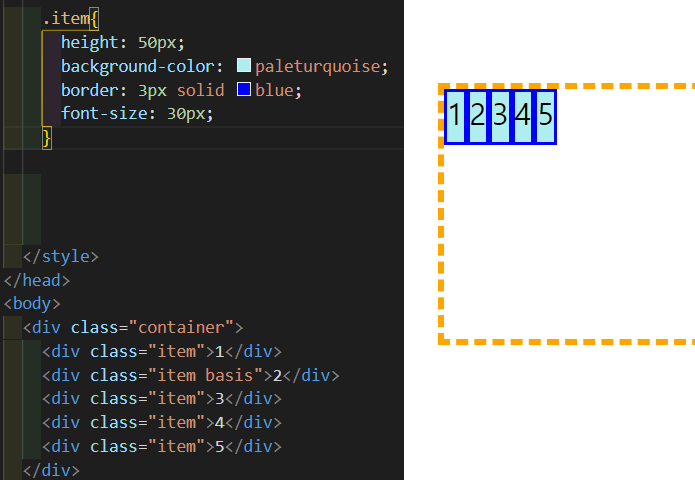 .item{
height: 50px;
background-color: paleturquoise;
border: 3px solid blue;
font-size: 30px;
}
</style>
</head>
<body>
<div class="container">
<div class="item">1</div>
<div class="item basis">2</div>
<div class="item">3</div>
<div class="item">4</div>
<div class="item">5</div>
</div>
1 2 3 4 5